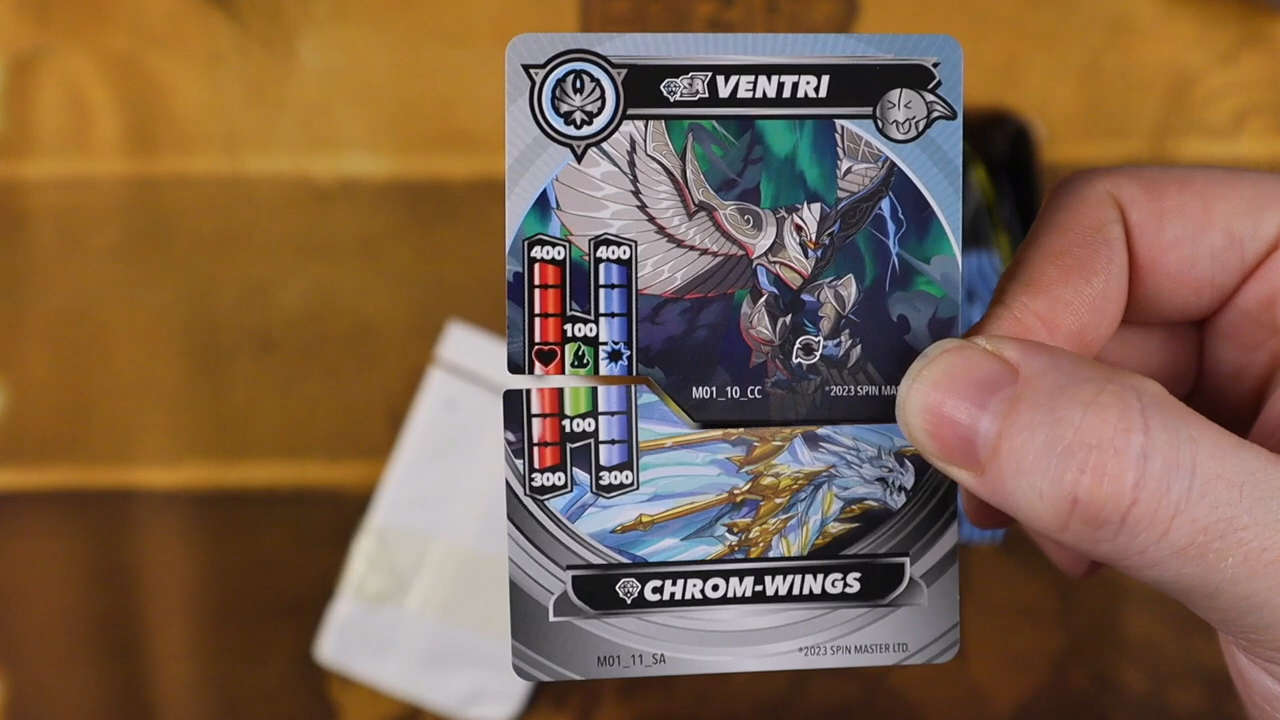 SA VENTRI
400 400
100
M01_10_CC
©2023 SPIN MAS
100
300 300
CHROM-WINGS
M01_11_SA
©2023 SPIN MASTER LTD.